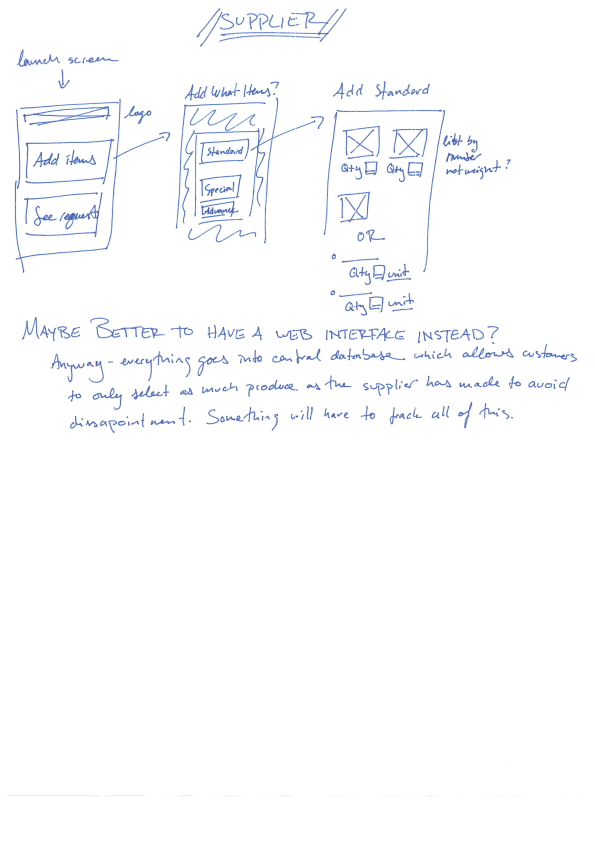 //SUPPLIER//
launch screen
logo
Add items
See request
Add What Items?
Standard
Special
Advance
Add Standard
Qty Qty
list by
number
not weight?
OR
Qty unit
Qty unit
MAYBE BETTER TO HAVE A WEB INTERFACE INSTEAD?
Anyway - everything goes into central database which allows customers
to only select as much produce as the supplier has made to avoid
dissapointment. Something will have to track all of this.